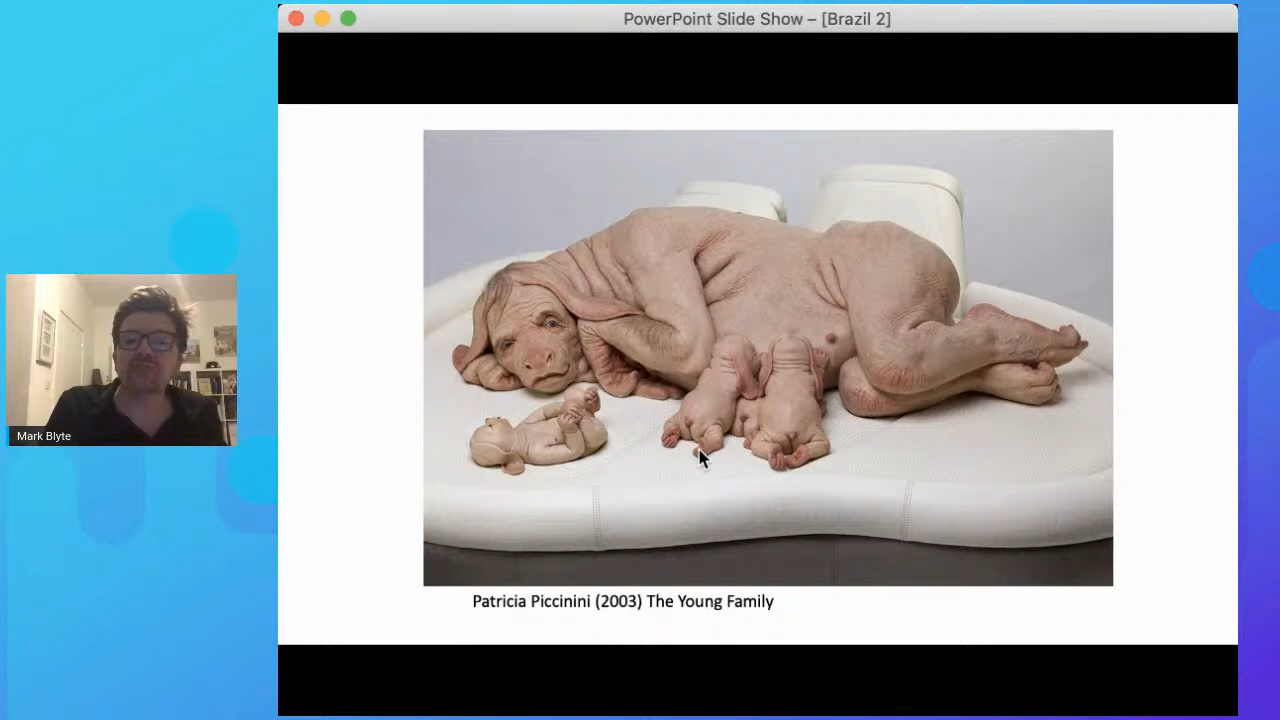 PowerPoint Slide Show – [Brazil 2]
Mark Blyte
Patricia Piccinini (2003) The Young Family